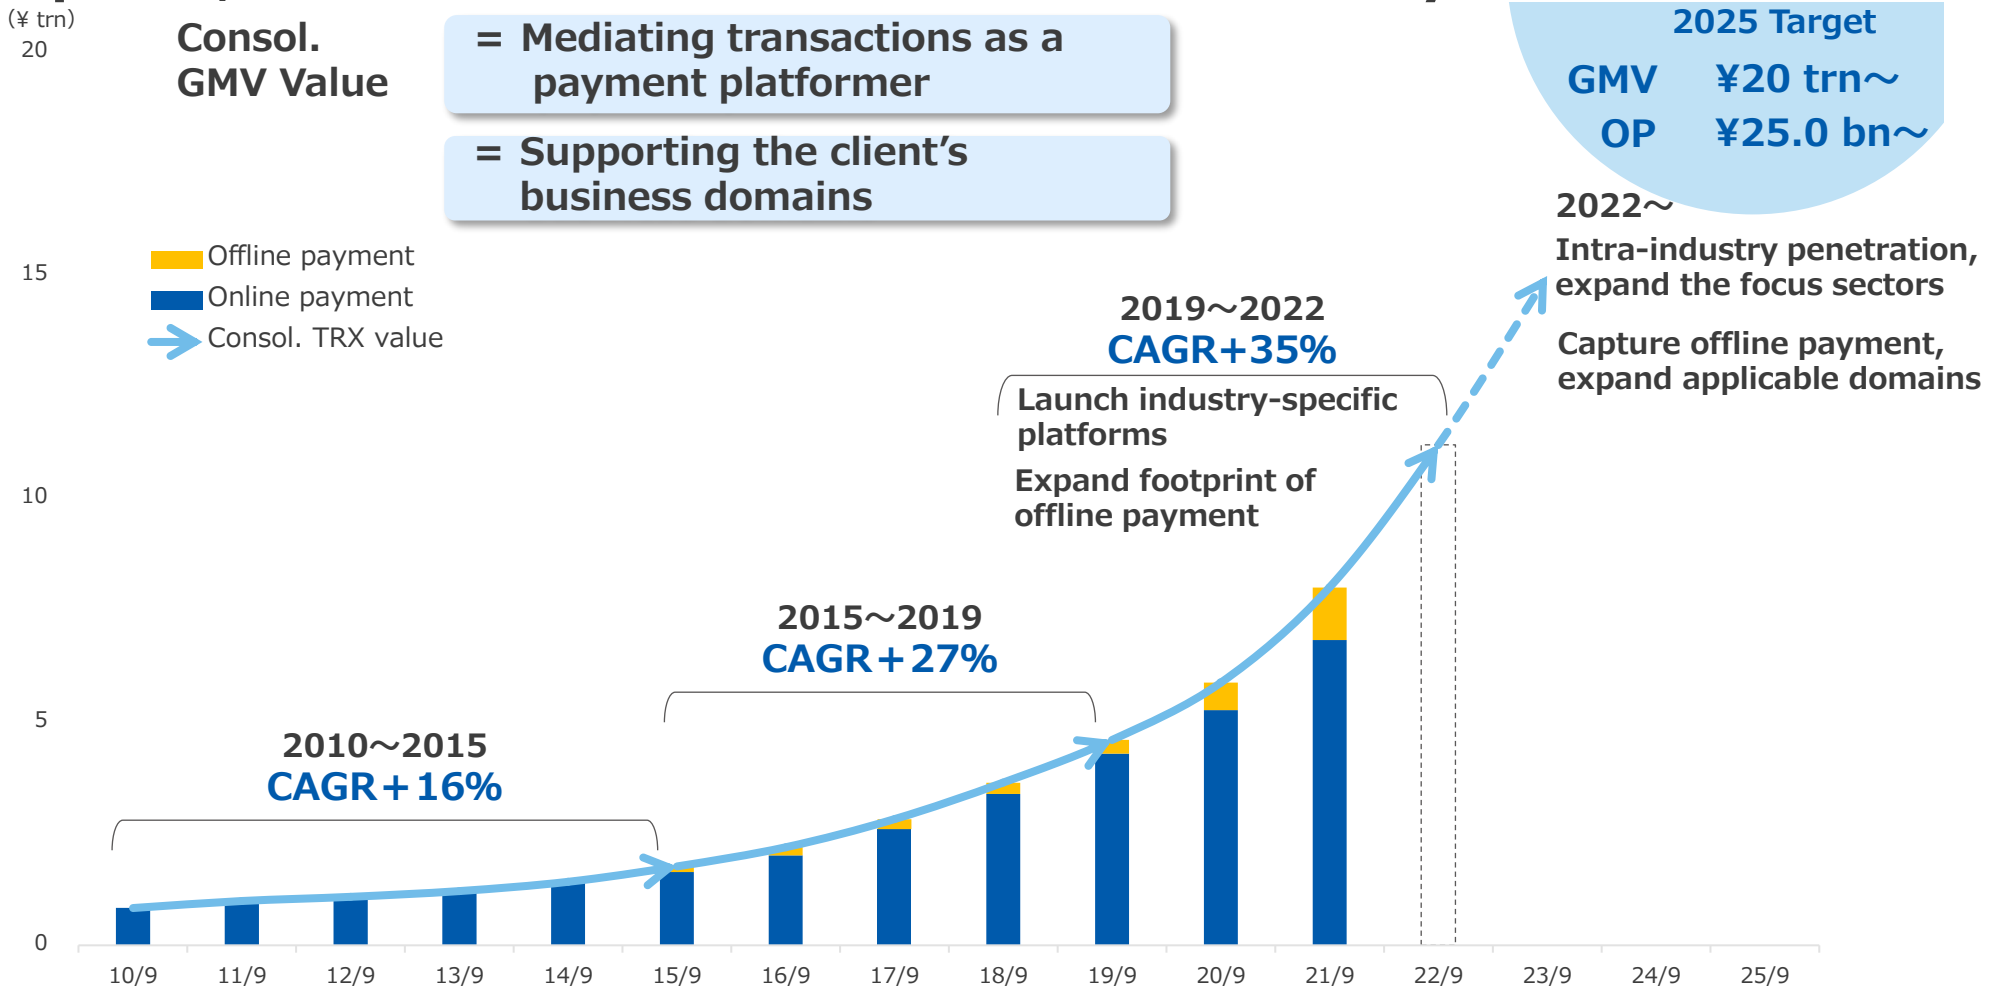 (¥ trn)
Consol.
GMV Value
= Mediating transactions as a
payment platformer
= Supporting the client's
business domains
2025 Target
GMV ¥20 trn～
OP ¥25.0 bn～
2022～
Intra-industry penetration,
expand the focus sectors
Capture offline payment,
expand applicable domains
Offline payment
Online payment
Consol. TRX value
2019～2022
CAGR+35%
Launch industry-specific
platforms
Expand footprint of
offline payment
2015～2019
CAGR＋27%
2010～2015
CAGR＋16%
20
15
10
5
0
10/9 11/9 12/9 13/9 14/9 15/9 16/9 17/9 18/9 19/9 20/9 21/9 22/9 23/9 24/9 25/9